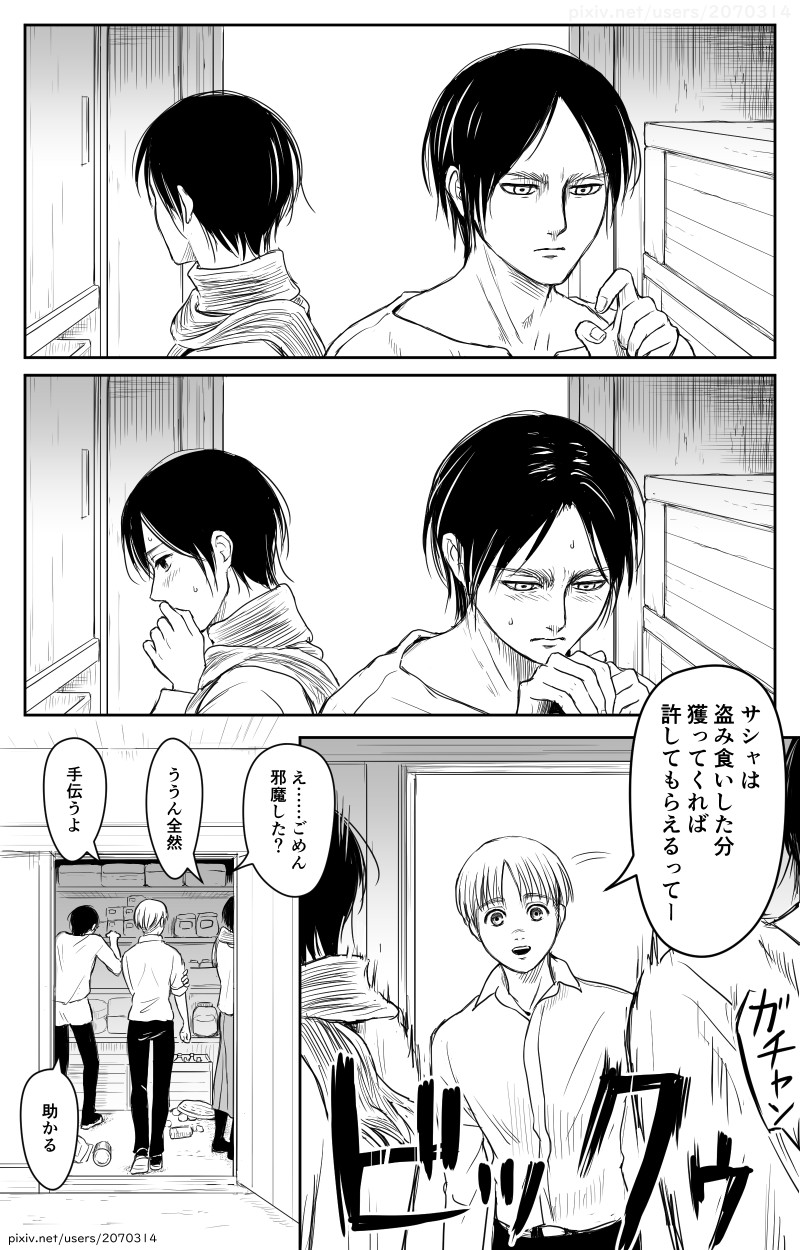 pixiv.net/users/2070314
サシャは
盗み食いした分
獲ってくれば
許してもらえるってー
ガチャン
ビックゥ
え……ごめん
邪魔した？
ううん全然
手伝うよ
助かる
pixiv.net/users/2070314